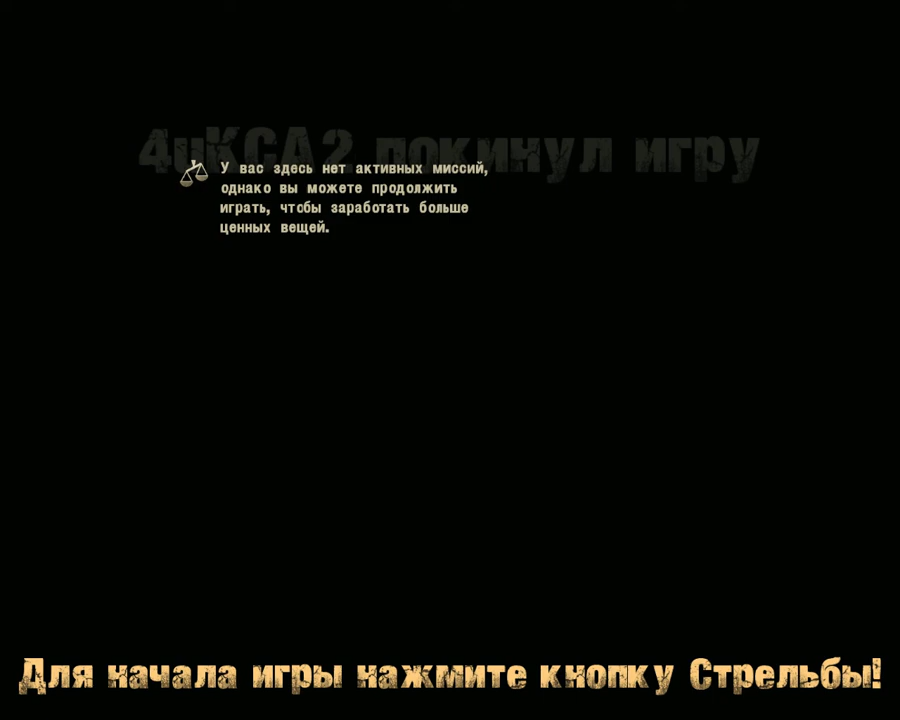 4uKCA2 покинул игру
У вас здесь нет активных миссий,
однако вы можете продолжить
играть, чтобы заработать больше
ценных вещей.
Для начала игры нажмите кнопку Стрельбы!